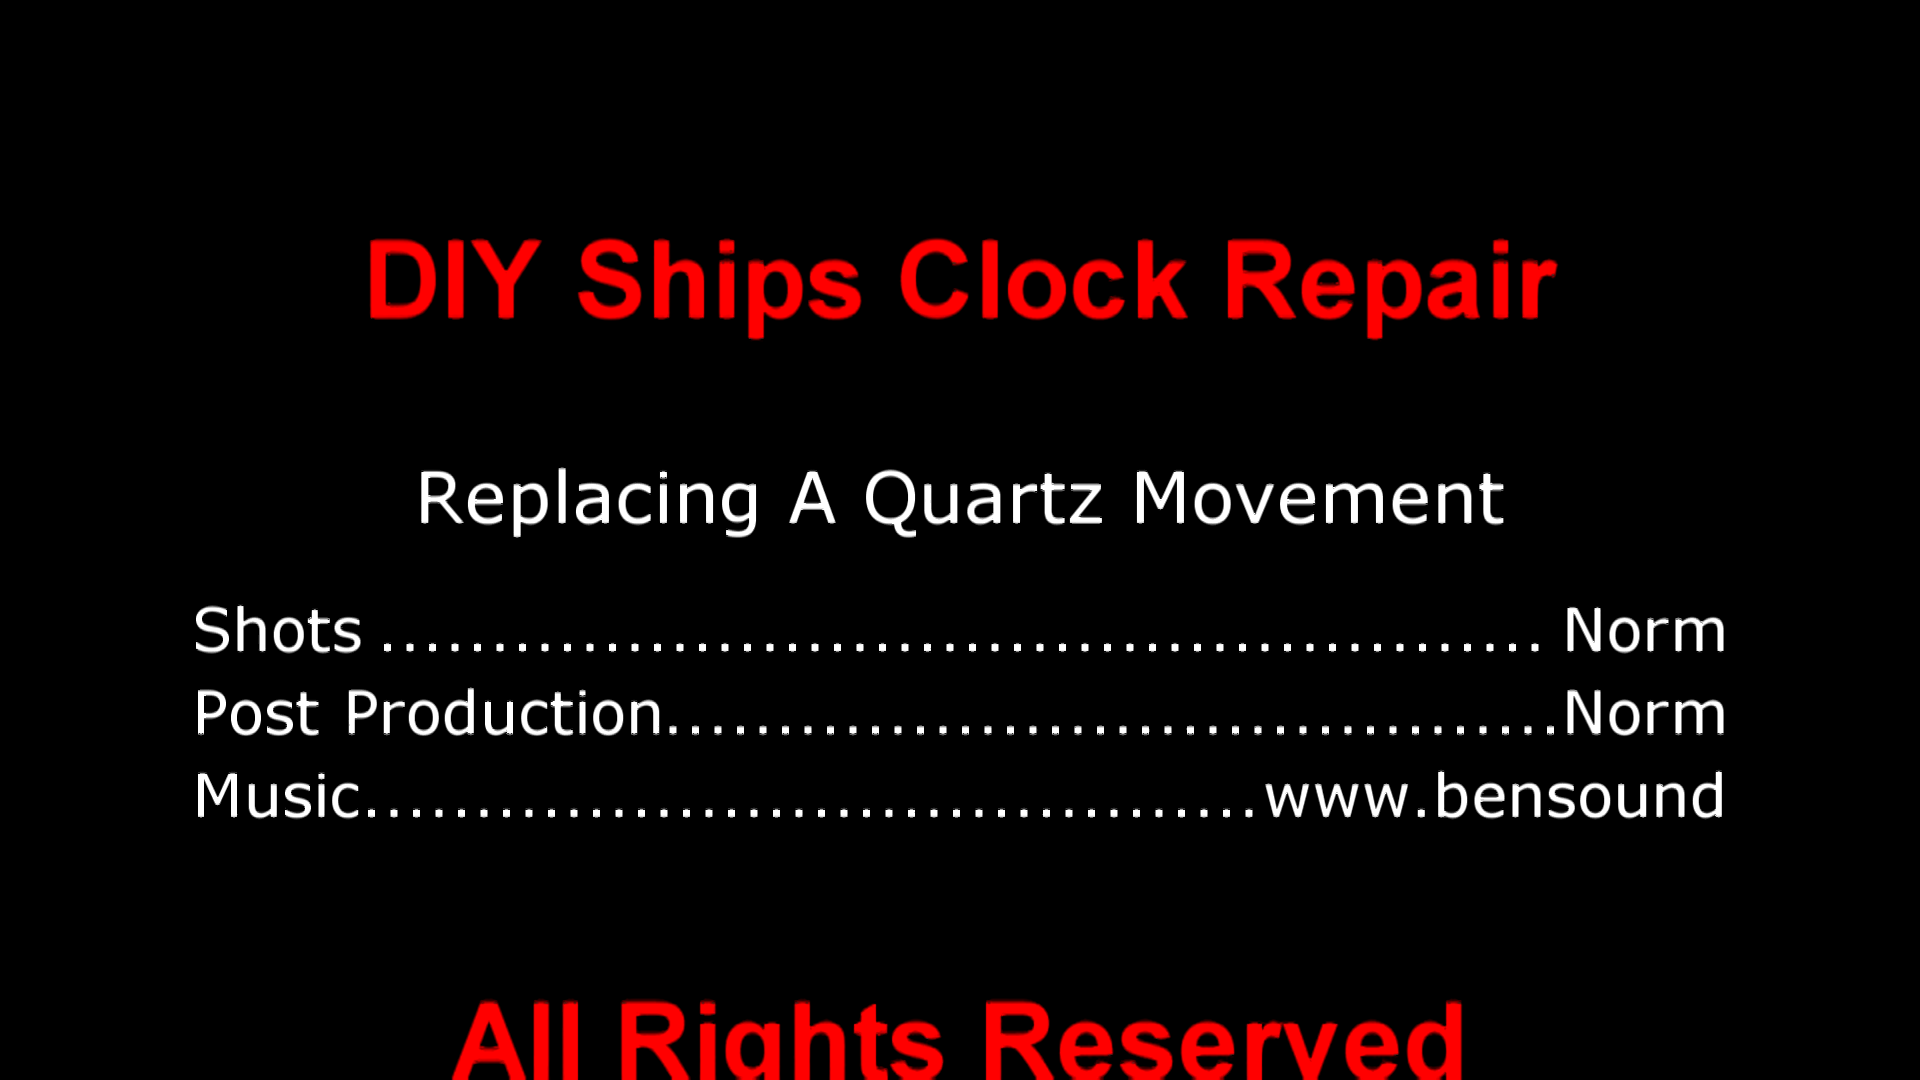 DIY Ships Clock Repair
Replacing A Quartz Movement
Shots .................................................... Norm
Post Production........................................Norm
Music........................................www.bensound
All Rights Reserved